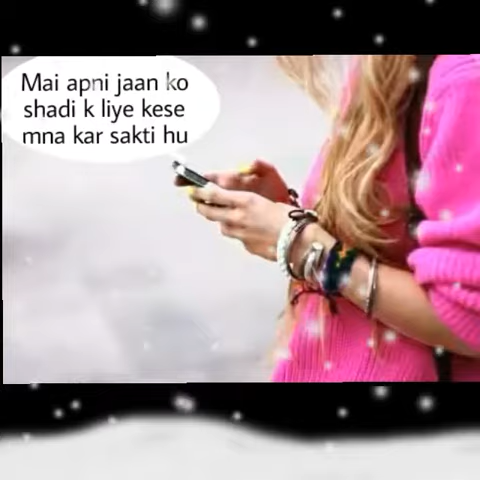 Mai apni jaan ko
shadi k liye kese
mna kar sakti hu